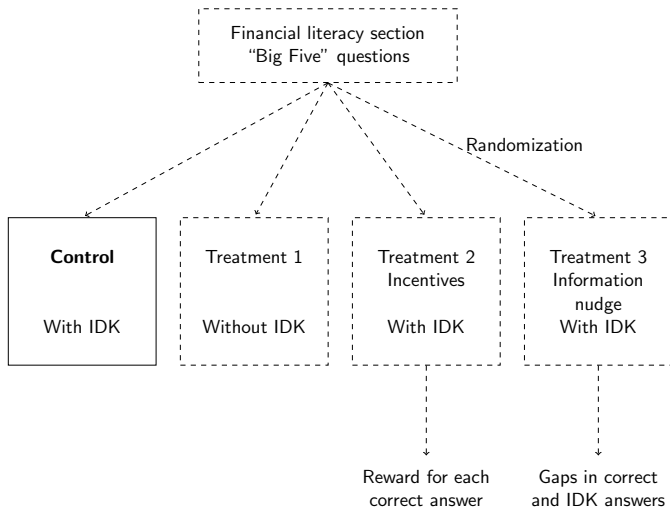 Financial literacy section
“Big Five” questions
Randomization
Control
With IDK
Treatment 1
Without IDK
Treatment 2
Incentives
With IDK
Treatment 3
Information
nudge
With IDK
Reward for each
correct answer
Gaps in correct
and IDK answers